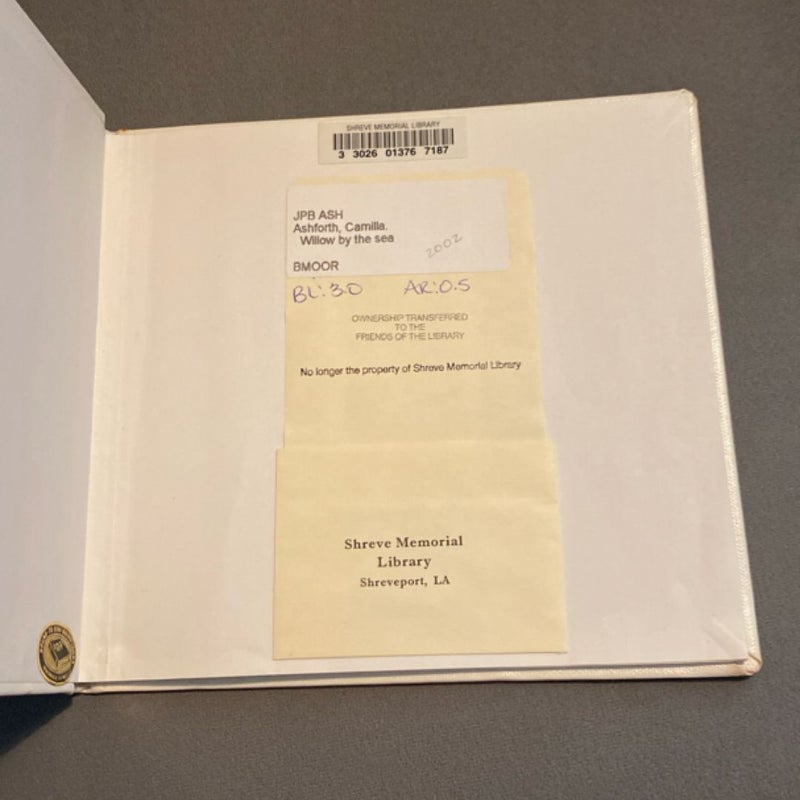 SHREVE MEMORIAL LIBRARY
3 3026 01376 7187
JPB ASH
Ashforth, Camilla.
Willow by the sea
2002
BMOOR
BL: 3.0 AR: 0.5
OWNERSHIP TRANSFERRED
TO THE
FRIENDS OF THE LIBRARY
No longer the property of Shreve Memorial Library
Shreve Memorial
Library
Shreveport, LA